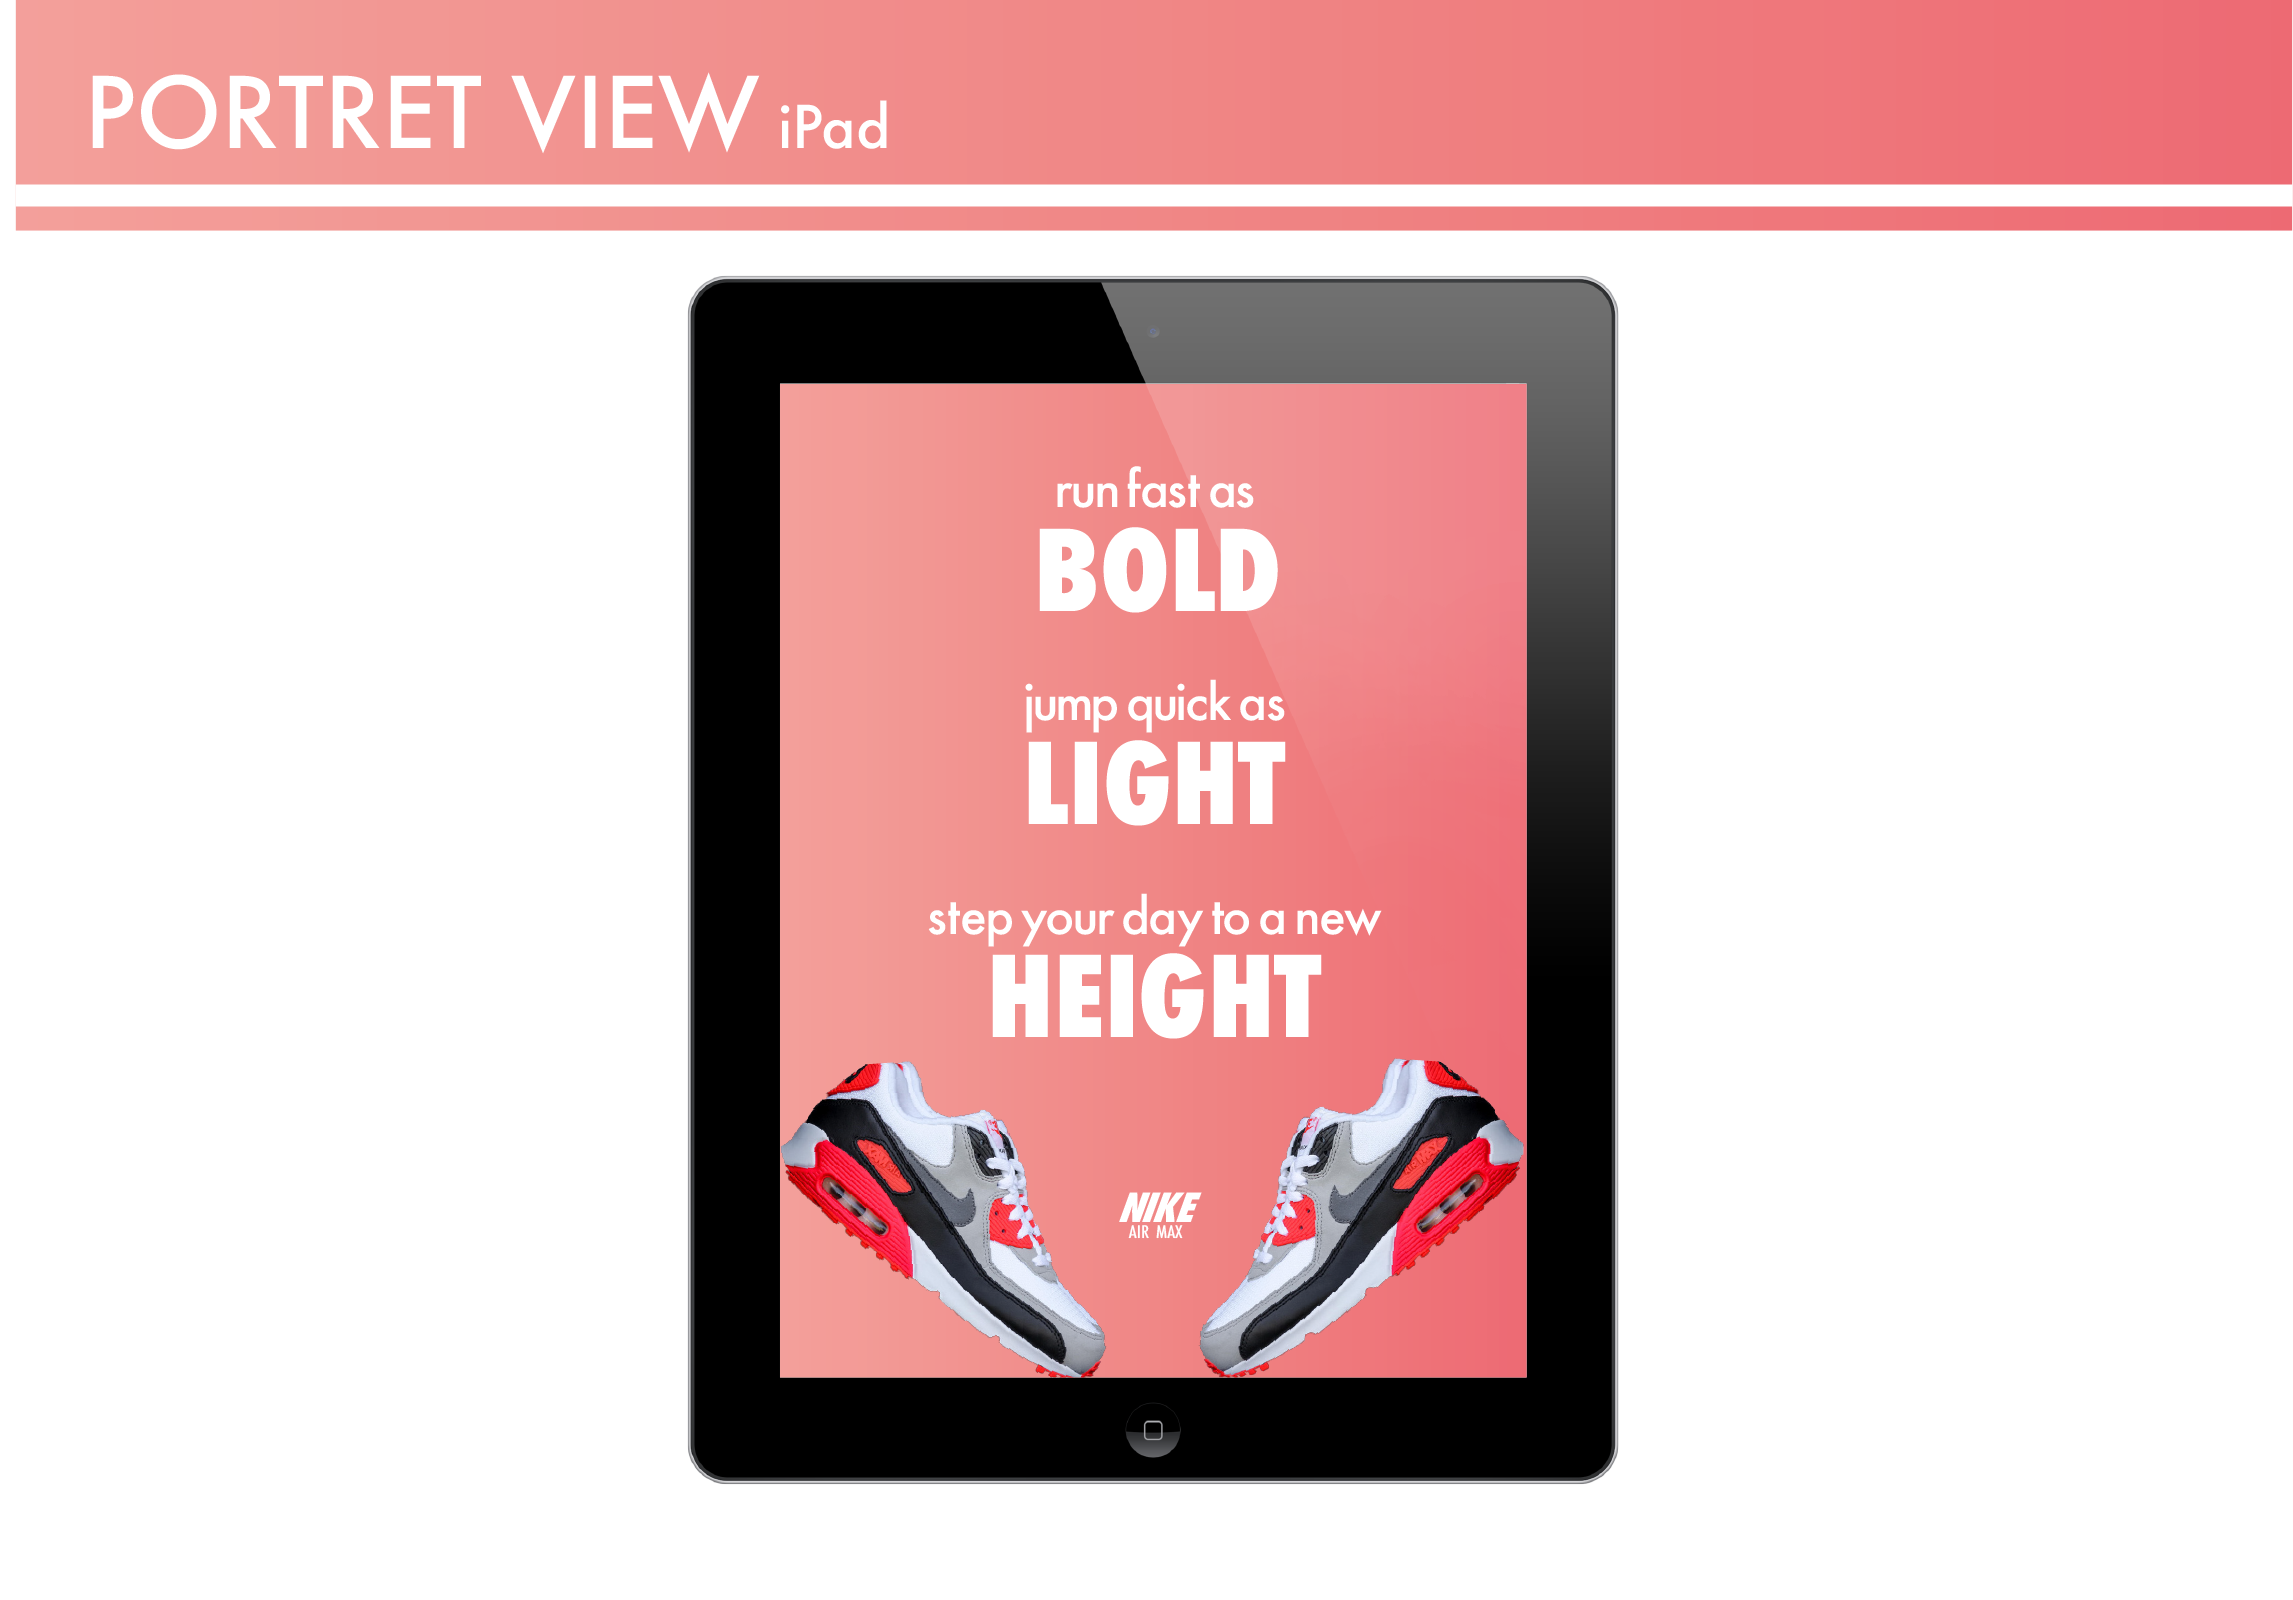 PORTRET VIEW iPad
run fast as
BOLD
jump quick as
LIGHT
step your day to a new
HEIGHT
NIKE
AIR MAX